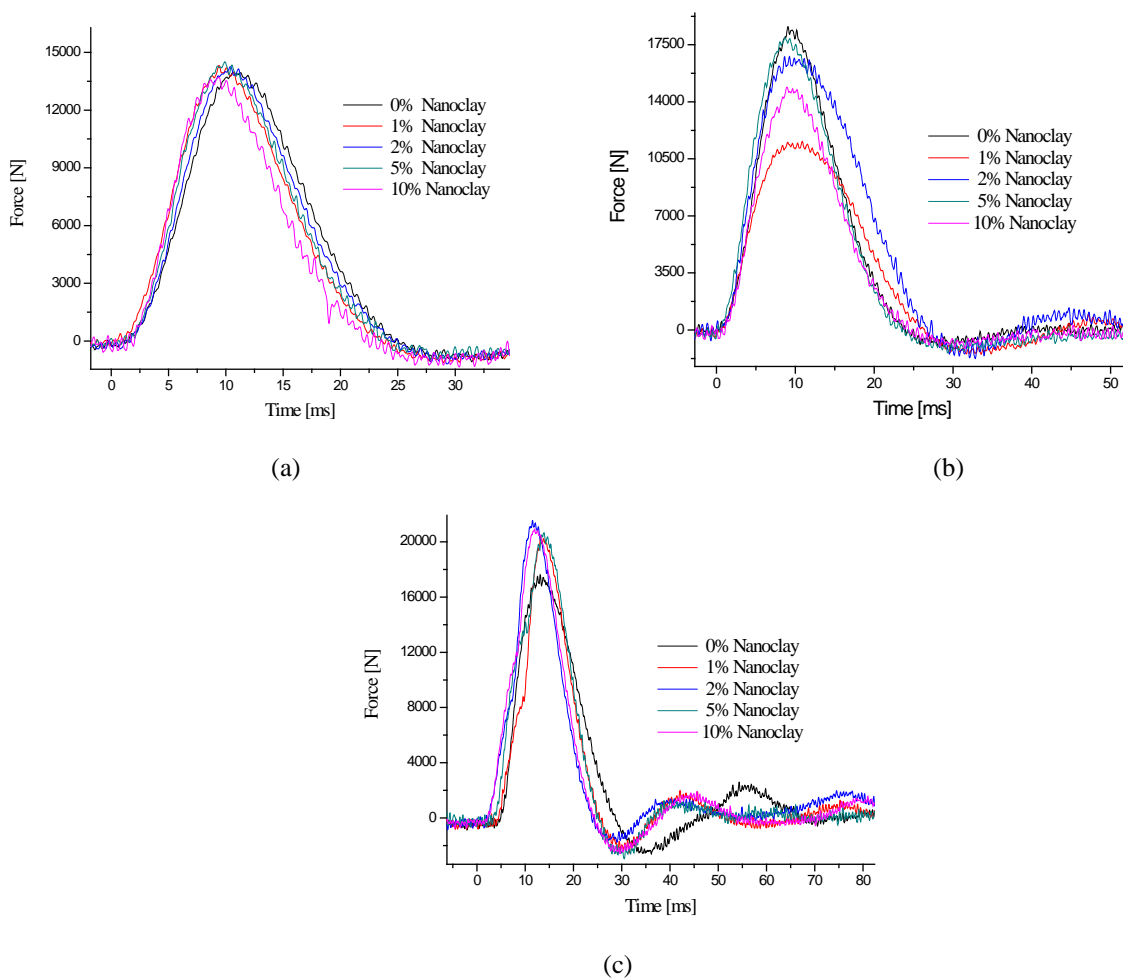 15000
12000
9000
6000
3000
0
Force [N]
0% Nanoclay
1% Nanoclay
2% Nanoclay
5% Nanoclay
10% Nanoclay
0 5 10 15 20 25 30
Time [ms]
(a)
17500
14000
10500
7000
3500
0
Force [N]
0% Nanoclay
1% Nanoclay
2% Nanoclay
5% Nanoclay
10% Nanoclay
0 10 20 30 40 50
Time [ms]
(b)
20000
16000
12000
8000
4000
0
Force [N]
0% Nanoclay
1% Nanoclay
2% Nanoclay
5% Nanoclay
10% Nanoclay
0 10 20 30 40 50 60 70 80
Time [ms]
(c)